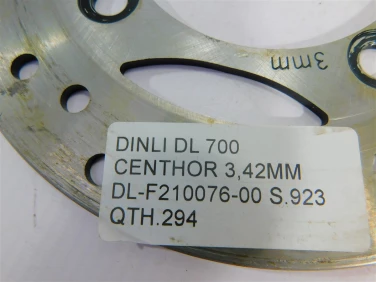 3mm
DINLI DL 700
CENTHOR 3,42MM
DL-F210076-00 S.923
QTH.294